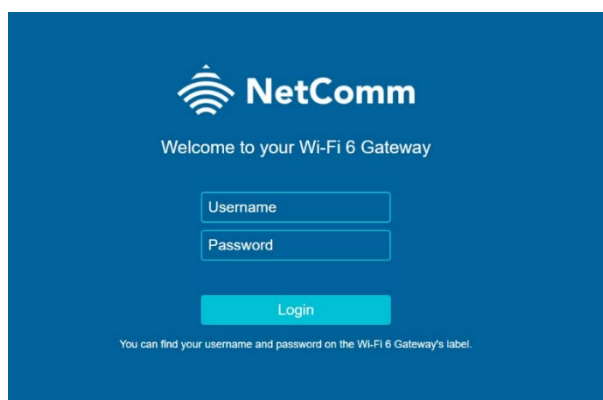 NetComm
Welcome to your Wi-Fi 6 Gateway
Username
Password
Login
You can find your username and password on the Wi-Fi 6 Gateway's label.